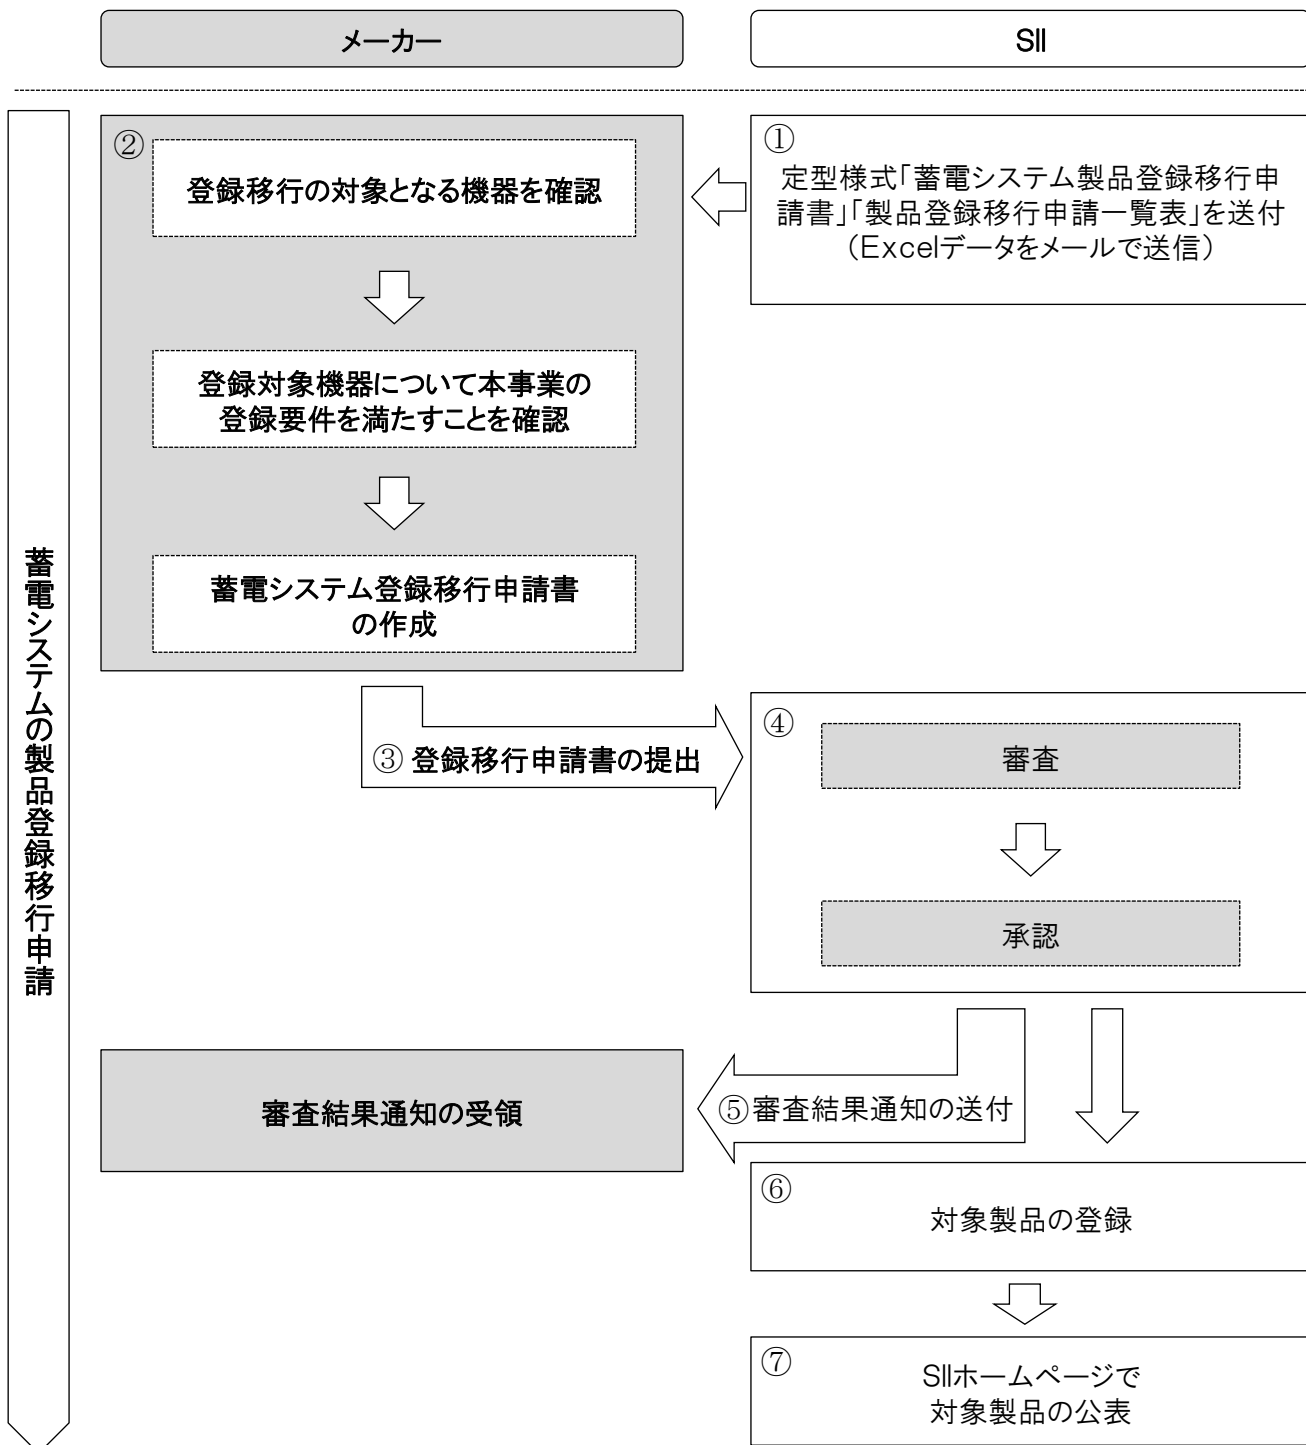 メーカー
SII
蓄電システムの製品登録移行申請
①
定型様式「蓄電システム製品登録移行申
請書」「製品登録移行申請一覧表」を送付
（Excelデータをメールで送信）
②
登録移行の対象となる機器を確認
登録対象機器について本事業の
登録要件を満たすことを確認
蓄電システム登録移行申請書
の作成
③ 登録移行申請書の提出
④
審査
承認
⑤審査結果通知の送付
審査結果通知の受領
⑥
対象製品の登録
⑦
SIIホームページで
対象製品の公表